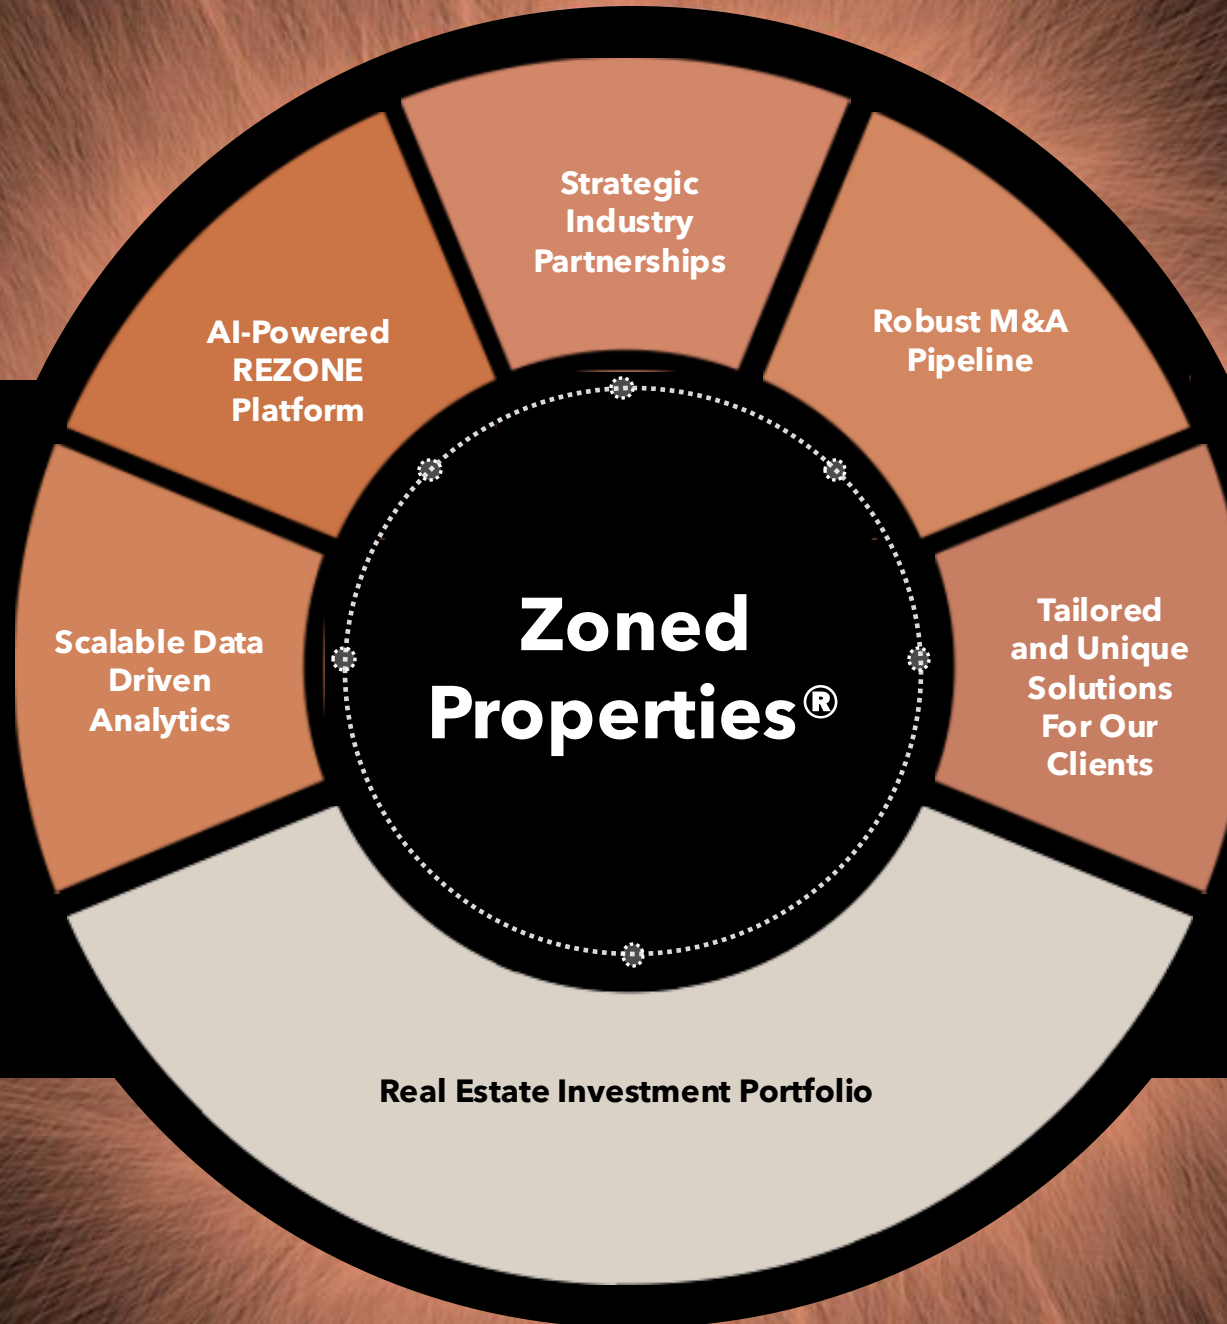 Strategic
Industry
Partnerships
AI-Powered
REZONE
Platform
Robust M&A
Pipeline
Scalable Data
Driven
Analytics
Zoned
Properties®
Tailored
and Unique
Solutions
For Our
Clients
Real Estate Investment Portfolio